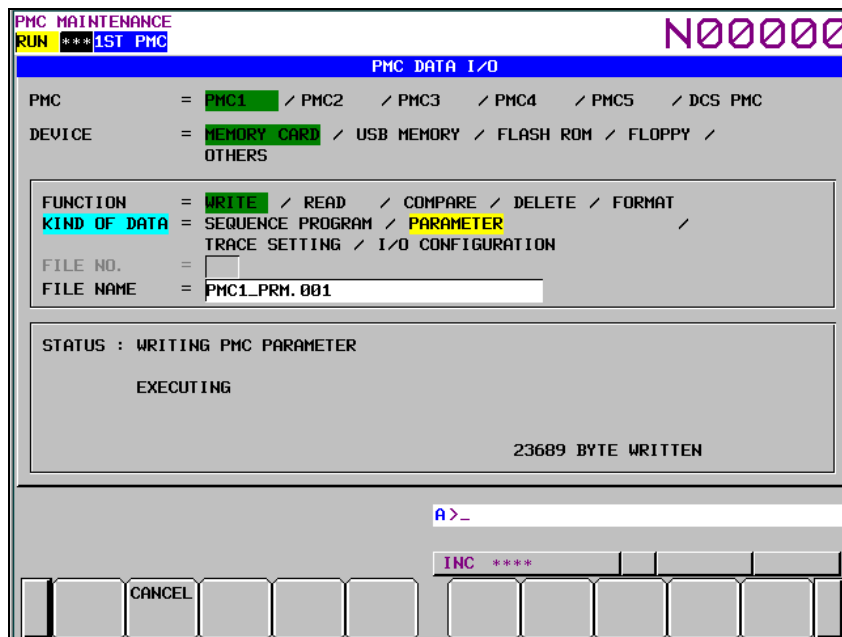 PMC MAINTENANCE
N00000
RUN ***1ST PMC
PMC DATA I/O
PMC = PMC1 / PMC2 / PMC3 / PMC4 / PMC5 / DCS PMC
DEVICE = MEMORY CARD / USB MEMORY / FLASH ROM / FLOPPY /
OTHERS
FUNCTION = WRITE / READ / COMPARE / DELETE / FORMAT
KIND OF DATA = SEQUENCE PROGRAM / PARAMETER /
TRACE SETTING / I/O CONFIGURATION
FILE NO. =
FILE NAME = PMC1_PRM.001
STATUS : WRITING PMC PARAMETER
EXECUTING
23689 BYTE WRITTEN
A>_
INC ****
CANCEL